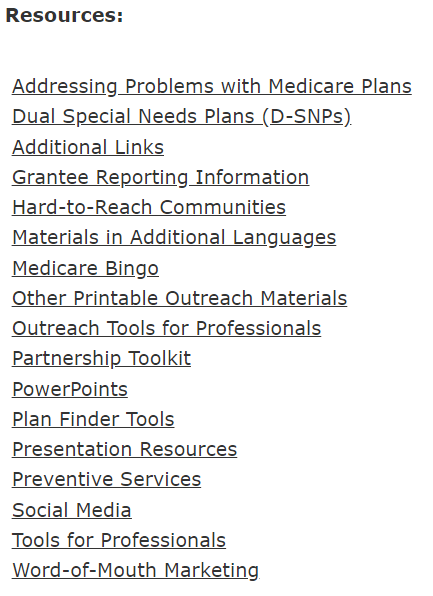 Resources:
Addressing Problems with Medicare Plans
Dual Special Needs Plans (D-SNPs)
Additional Links
Grantee Reporting Information
Hard-to-Reach Communities
Materials in Additional Languages
Medicare Bingo
Other Printable Outreach Materials
Outreach Tools for Professionals
Partnership Toolkit
PowerPoints
Plan Finder Tools
Presentation Resources
Preventive Services
Social Media
Tools for Professionals
Word-of-Mouth Marketing